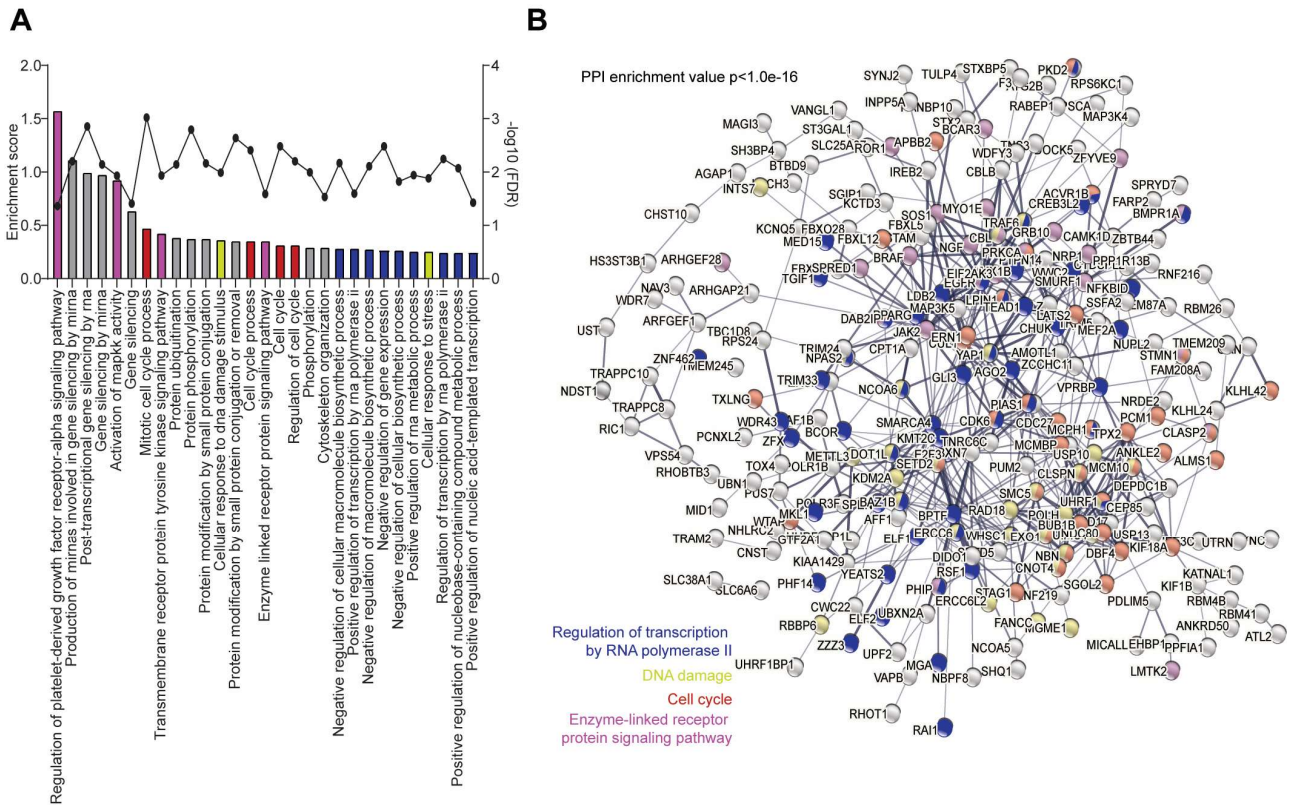 A
B
2.0
1.5
1.0
0.5
0.0
Enrichment score
4
3
2
1
0
-log10 (FDR)
Regulation of platelet-derived growth factor receptor-alpha signaling pathway
Production of mirnas involved in gene silencing by mirna
Post-transcriptional gene silencing by rna
Gene silencing by mirna
Activation of mapkk activity
Gene silencing
Mitotic cell cycle process
Transmembrane receptor protein tyrosine kinase signaling pathway
Protein ubiquitination
Protein phosphorylation
Protein modification by small protein conjugation
Cellular response to dna damage stimulus
Protein modification by small protein conjugation or removal
Cell cycle process
Enzyme linked receptor protein signaling pathway
Cell cycle
Regulation of cell cycle
Phosphorylation
Cytoskeleton organization
Negative regulation of cellular macromolecule biosynthetic process
Positive regulation of transcription by rna polymerase ii
Negative regulation of macromolecule biosynthetic process
Negative regulation of gene expression
Negative regulation of cellular biosynthetic process
Positive regulation of rna metabolic process
Cellular response to stress
Regulation of transcription by rna polymerase ii
Positive regulation of nucleobase-containing compound metabolic process
Positive regulation of nucleic acid-templated transcription
PPI enrichment value p<1.0e-16
SYNJ2
TULP4
STXBP5
PKD2
RPS6KC1
INPP5A
RABEP1
MAP3K4
VANGL1
MAGI3
ST3GAL1
BCAR3
ROR1
APBB2
WDFY3
ZFYVE9
SH3BP4
BTBD9
IREB2
CBLB
AGAP1
INTS7
SGIP1
KCTD3
ACVR1B
CREB3L2
SPRYD7
FARP2
BMPR1A
CHST10
SOS1
MYO1E
TRAF6
GRB10
CAMK1D
ZBTB44
KCNQ5
FBXO28
FBXL5
MED15
FBXL12
NGF
PRKCA
NRP1
PPP1R13B
HS3ST3B1
ARHGEF28
SPRED1
BRAF
EIF2AK3
WWC2
RNF216
TGIF1
EGFR
SMURF1
NFKBID
NAV3
ARHGAP21
LDB2
LPIN1
SSFA2
WDR7
MAP3K5
TEAD1
LATS2
RBM26
UST
ARFGEF1
TBC1D8
RPS24
JAK2
ERN1
CHUK
MEF2A
NUPL2
TMEM209
TRIM24
NPAS2
CPT1A
YAP1
AMOTL1
STMN1
ZNF462
TMEM245
FAM208A
TRAPPC10
NDST1
TRIM33
NCOA6
GLI3
AGO2
ZCCHC11
VPRBP
KLHL42
TXLNG
NRDE2
TRAPPC8
PIAS1
KLHL24
WDR43
SMARCA4
CDK6
CDC27
PCM1
RIC1
PCNXL2
ZFX
BCOR
KMT2C
TNRC6C
MCPH1
TPX2
CLASP2
VPS54
METTL3
DOT1L
MCMBP
USP10
ANKLE2
RHOBTB3
TOX4
POLR1B
SETD2
PUM2
MCM10
ALMS1
UBN1
KDM2A
CLSPN
DEPDC1B
PUS7
SMC5
UHRF1
MID1
POLR3F
BAZ1B
RAD18
CEP85
MKL1
AFF1
BPTF
POLH
WTAP
BUB1B
NHLRC2
GTF2A1
ELF1
ERCC6
WHSC1
EXO1
USP13
TRAM2
CNST
DIDO1
NBN
DBF4
KIF18A
UTRN
KIAA1429
RSF1
CNOT4
SGOL2
SLC38A1
SLC6A6
PHF14
YEATS2
PHIP
ERCC6L2
STAG1
KATNAL1
KIF1B
RBM4B
CWC22
PDLIM5
RBM41
RBBP6
ELF2
UBXN2A
FANCC
MGME1
ANKRD50
ATL2
ZZZ3
UPF2
NCOA5
EHBP1
PPFIA1
UHRF1BP1
MGA
SHQ1
LMTK2
VAPB
NBPF8
RHOT1
RAI1
Regulation of transcription
by RNA polymerase II
DNA damage
Cell cycle
Enzyme-linked receptor
protein signaling pathway